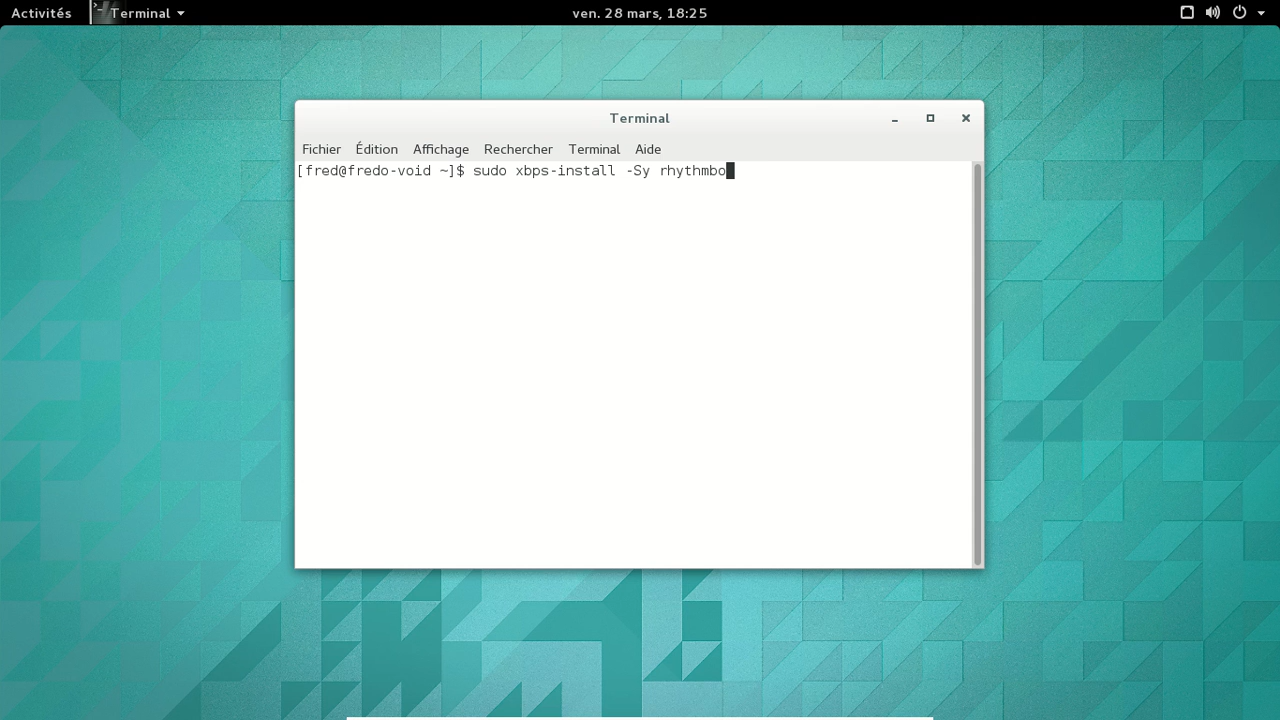 Activités Terminal ven. 28 mars, 18:25
Terminal
Fichier Édition Affichage Rechercher Terminal Aide
[fred@fredo-void ~]$ sudo xbps-install -Sy rhythmbo